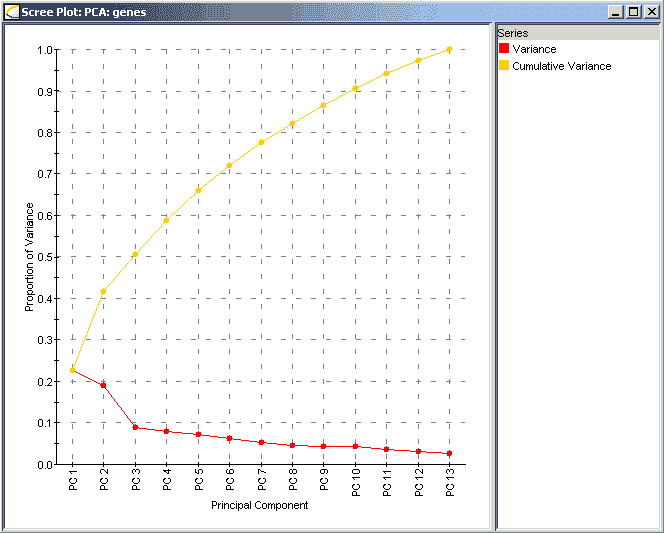 Scree Plot: PCA: genes
Series
Variance
Cumulative Variance
Proportion of Variance
1.0
0.9
0.8
0.7
0.6
0.5
0.4
0.3
0.2
0.1
0.0
PC 1
PC 2
PC 3
PC 4
PC 5
PC 6
PC 7
PC 8
PC 9
PC 10
PC 11
PC 12
PC 13
Principal Component